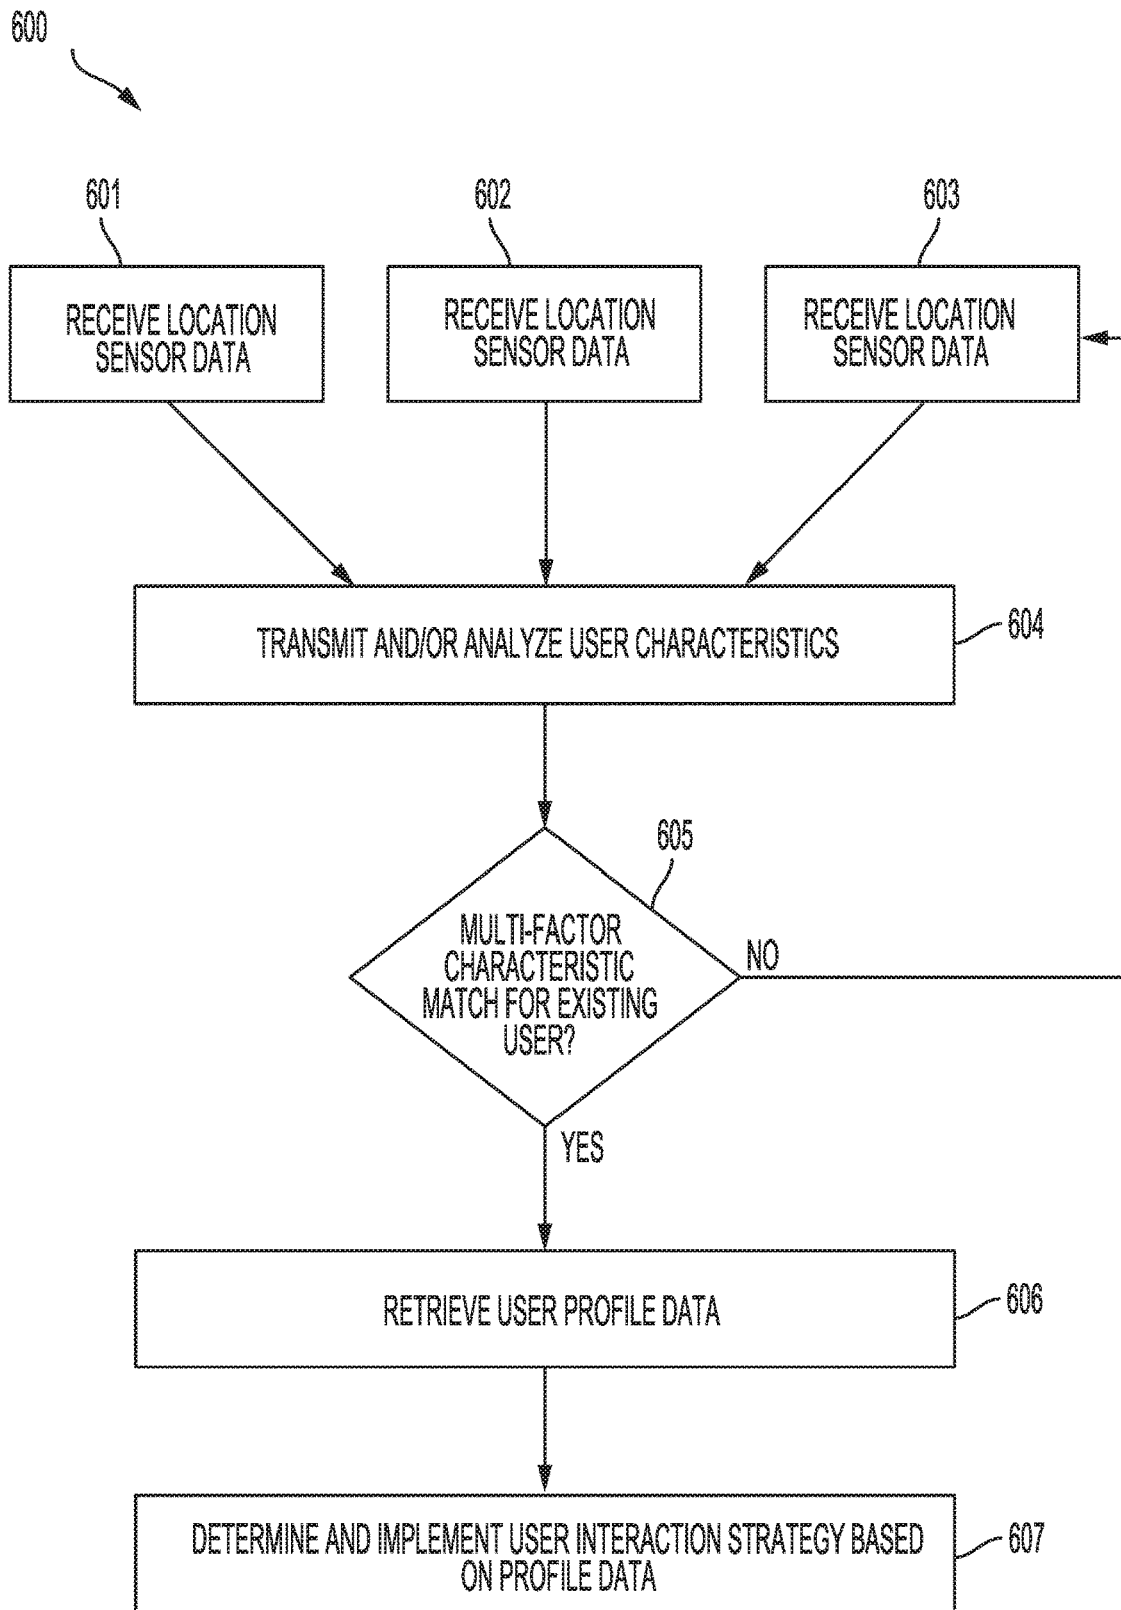 600
601
602
603
RECEIVE LOCATION
SENSOR DATA
RECEIVE LOCATION
SENSOR DATA
RECEIVE LOCATION
SENSOR DATA
TRANSMIT AND/OR ANALYZE USER CHARACTERISTICS
604
605
MULTI-FACTOR
CHARACTERISTIC
MATCH FOR EXISTING
USER?
NO
YES
RETRIEVE USER PROFILE DATA
606
DETERMINE AND IMPLEMENT USER INTERACTION STRATEGY BASED
ON PROFILE DATA
607